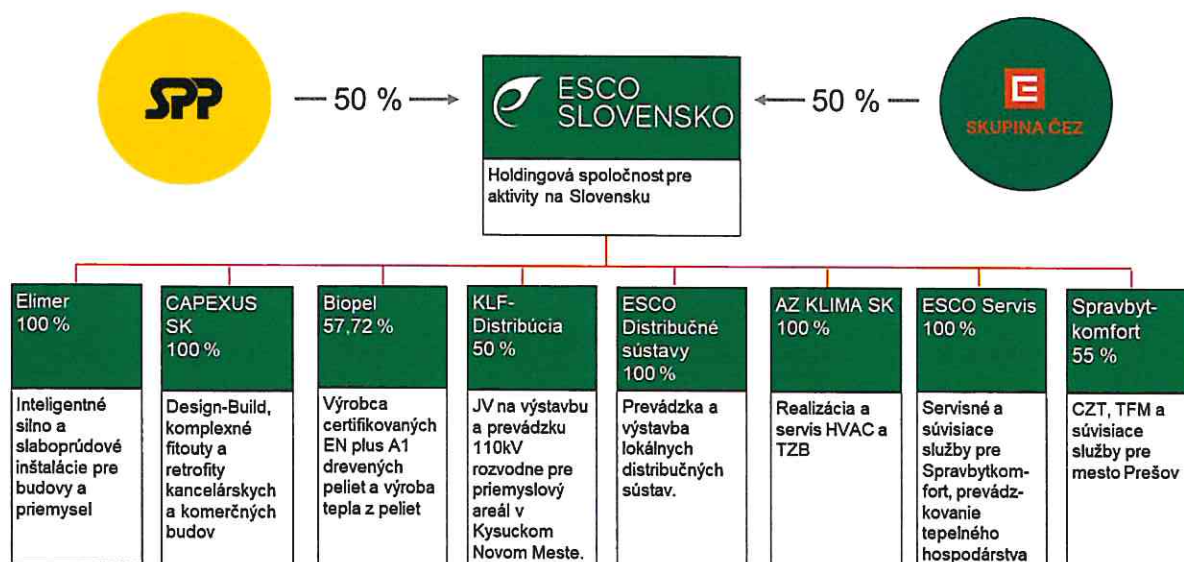 SPP
50 %
ESCO
SLOVENSKO
50 %
SKUPINA ČEZ
Holdingová spoločnosť pre
aktivity na Slovensku
Elimer
100 %
Inteligentné
silno a
slaboprúdové
inštalácie pre
budovy a
priemysel
CAPEXUS
SK
100 %
Design-Build,
komplexné
fitouty a
retrofity
kancelárskych
a komerčných
budov
Biopel
57,72 %
Výrobca
certifikovaných
EN plus A1
drevených
peliet a výroba
tepla z peliet
KLF-
Distribúcia
50 %
JV na výstavbu
a prevádzku
110kV
rozvodne pre
priemyslový
areál v
Kysuckom
Novom Meste.
ESCO
Distribučné
sústavy
100 %
Prevádzka a
výstavba
lokálnych
distribučných
sústav.
AZ KLIMA SK
100 %
Realizácia a
servis HVAC a
TZB
ESCO Servis
100 %
Servisné a
súvisiace
služby pre
Spravbytkom-
fort, prevádz-
kovanie
tepelného
hospodárstva
Spravbyt-
komfort
55 %
CZT, TFM a
súvisiace
služby pre
mesto Prešov